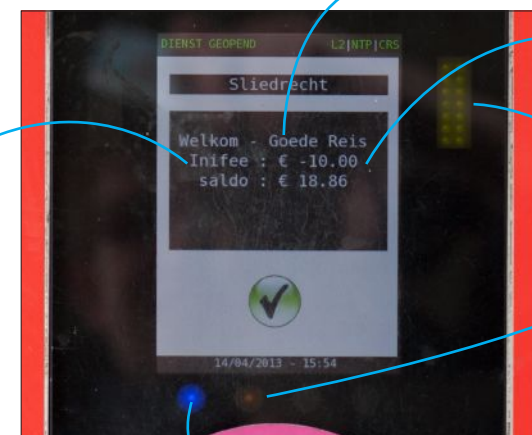 DIENST GEOPEND L2|NTP|CRS
Sliedrecht
Welkom - Goede Reis
Inifee : € -10.00
saldo : € 18.86
14/04/2013 - 15:54